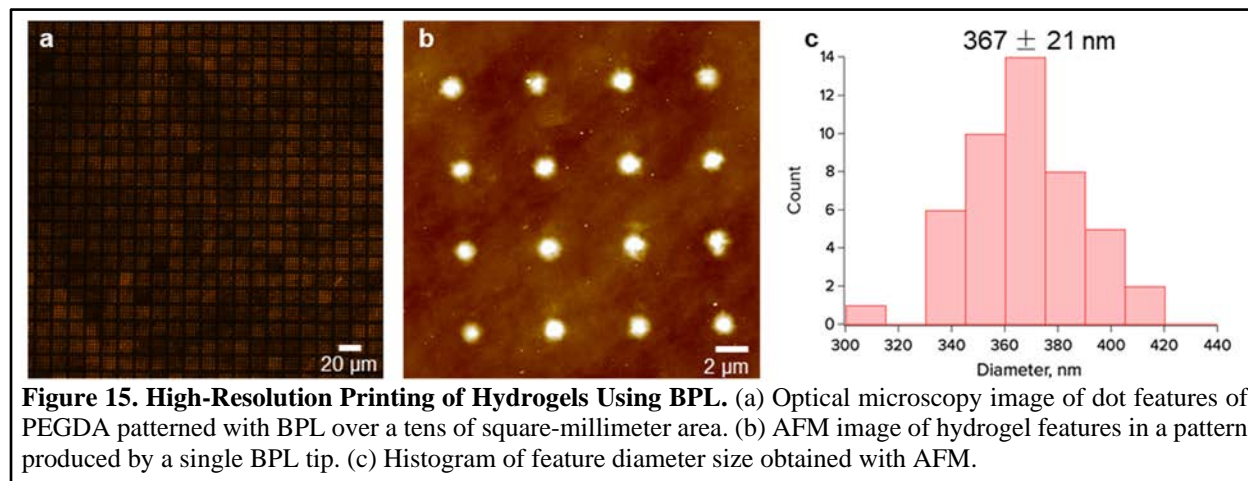 a
20 µm
b
2 µm
c
367 ± 21 nm
14
12
10
8
6
4
2
0
Count
300 320 340 360 380 400 420 440
Diameter, nm
Figure 15. High-Resolution Printing of Hydrogels Using BPL. (a) Optical microscopy image of dot features of
PEGDA patterned with BPL over a tens of square-millimeter area. (b) AFM image of hydrogel features in a pattern
produced by a single BPL tip. (c) Histogram of feature diameter size obtained with AFM.